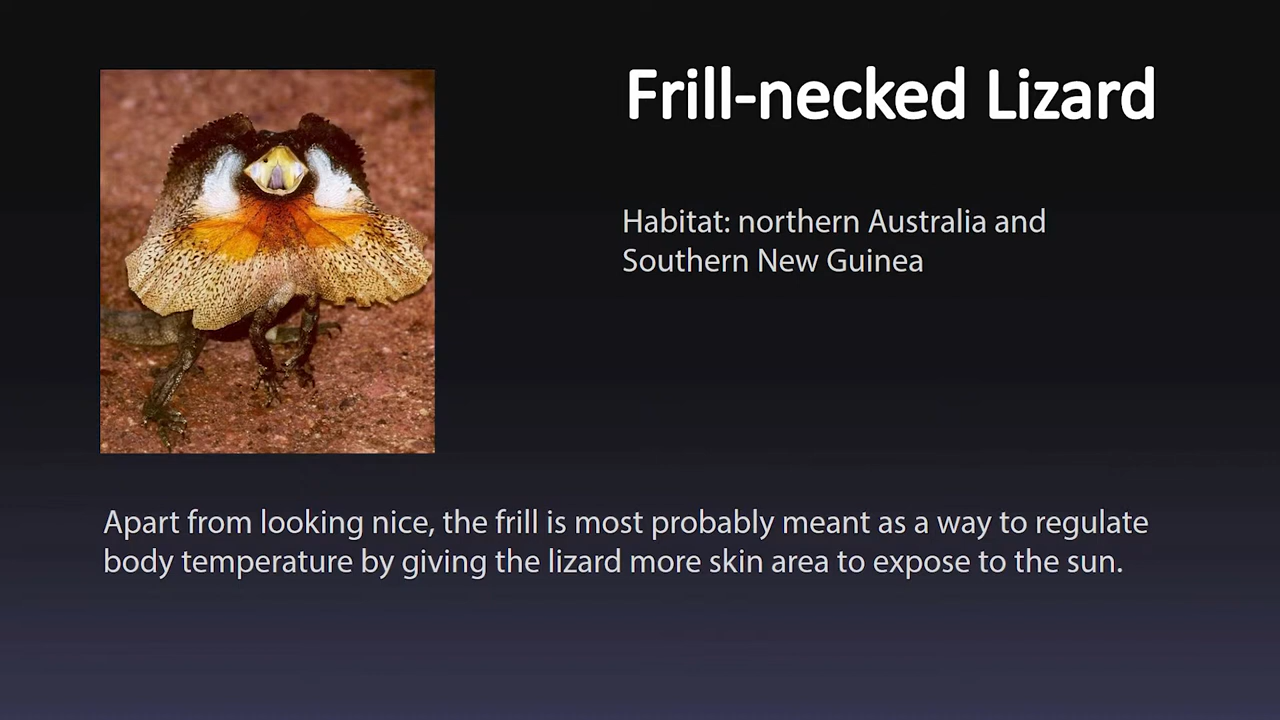 Frill-necked Lizard
Habitat: northern Australia and
Southern New Guinea
Apart from looking nice, the frill is most probably meant as a way to regulate
body temperature by giving the lizard more skin area to expose to the sun.